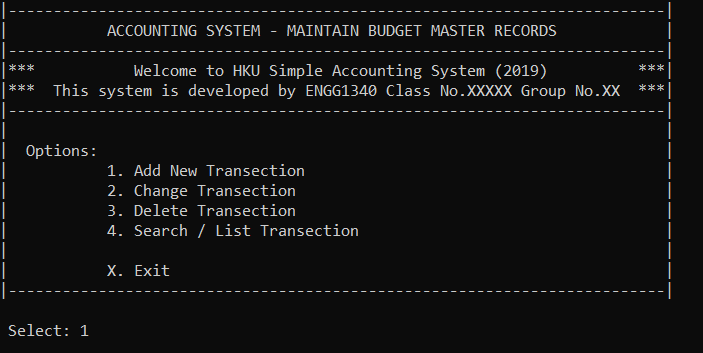 |-------------------------------------------------------------------------|
| ACCOUNTING SYSTEM - MAINTAIN BUDGET MASTER RECORDS |
|-------------------------------------------------------------------------|
|*** Welcome to HKU Simple Accounting System (2019) ***|
|*** This system is developed by ENGG1340 Class No.XXXXX Group No.XX ***|
|-------------------------------------------------------------------------|
| |
| Options: |
| 1. Add New Transection |
| 2. Change Transection |
| 3. Delete Transection |
| 4. Search / List Transection |
| |
| X. Exit |
|-------------------------------------------------------------------------|
Select: 1